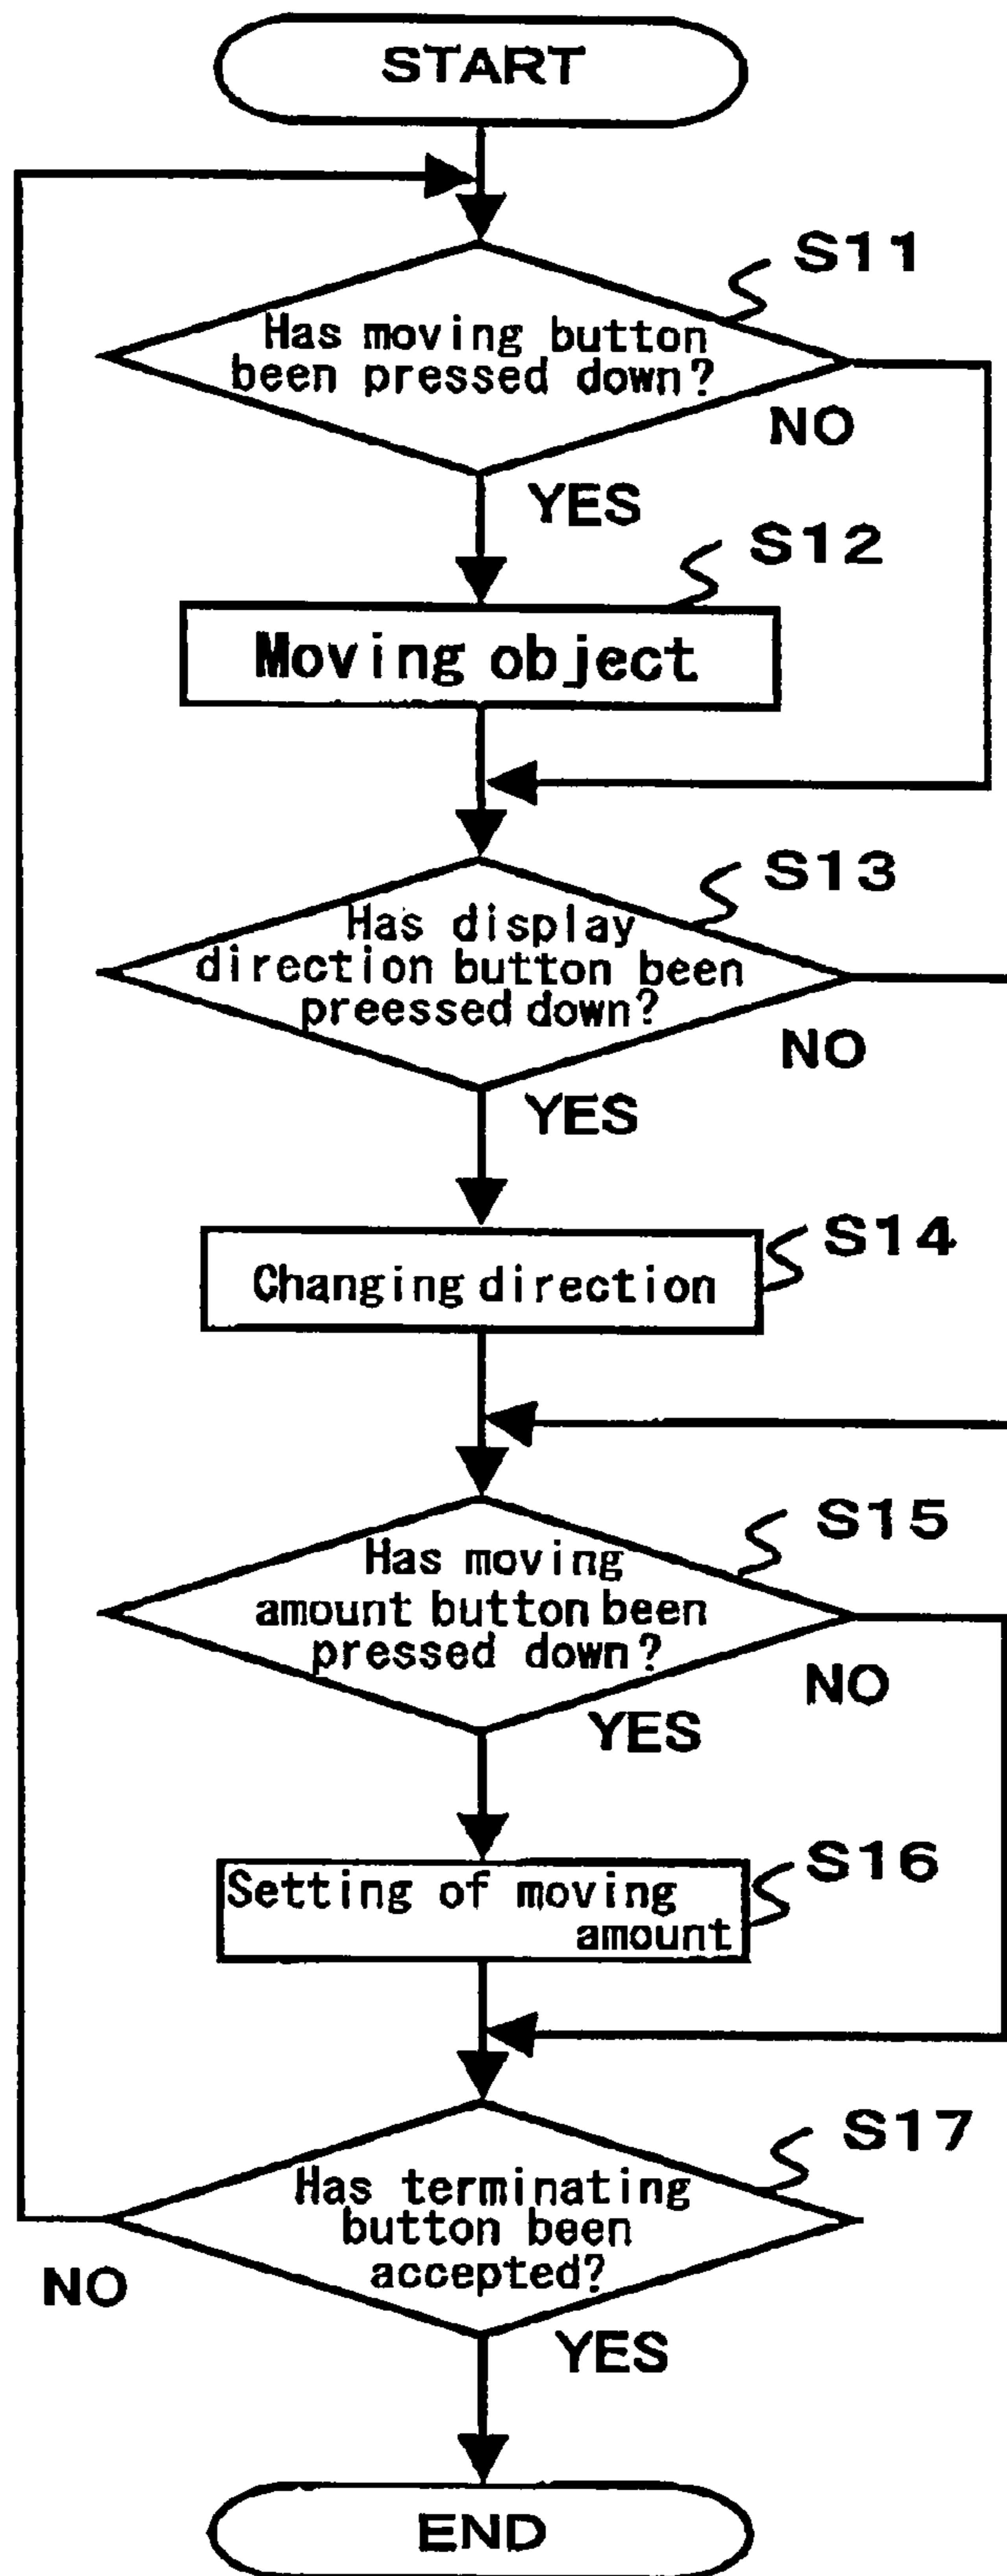 START
S11
Has moving button
been pressed down?
NO
YES
S12
Moving object
S13
Has display
direction button been
preessed down?
NO
YES
S14
Changing direction
S15
Has moving
amount button been
pressed down?
NO
YES
S16
Setting of moving
amount
S17
Has terminating
button been
accepted?
NO
YES
END